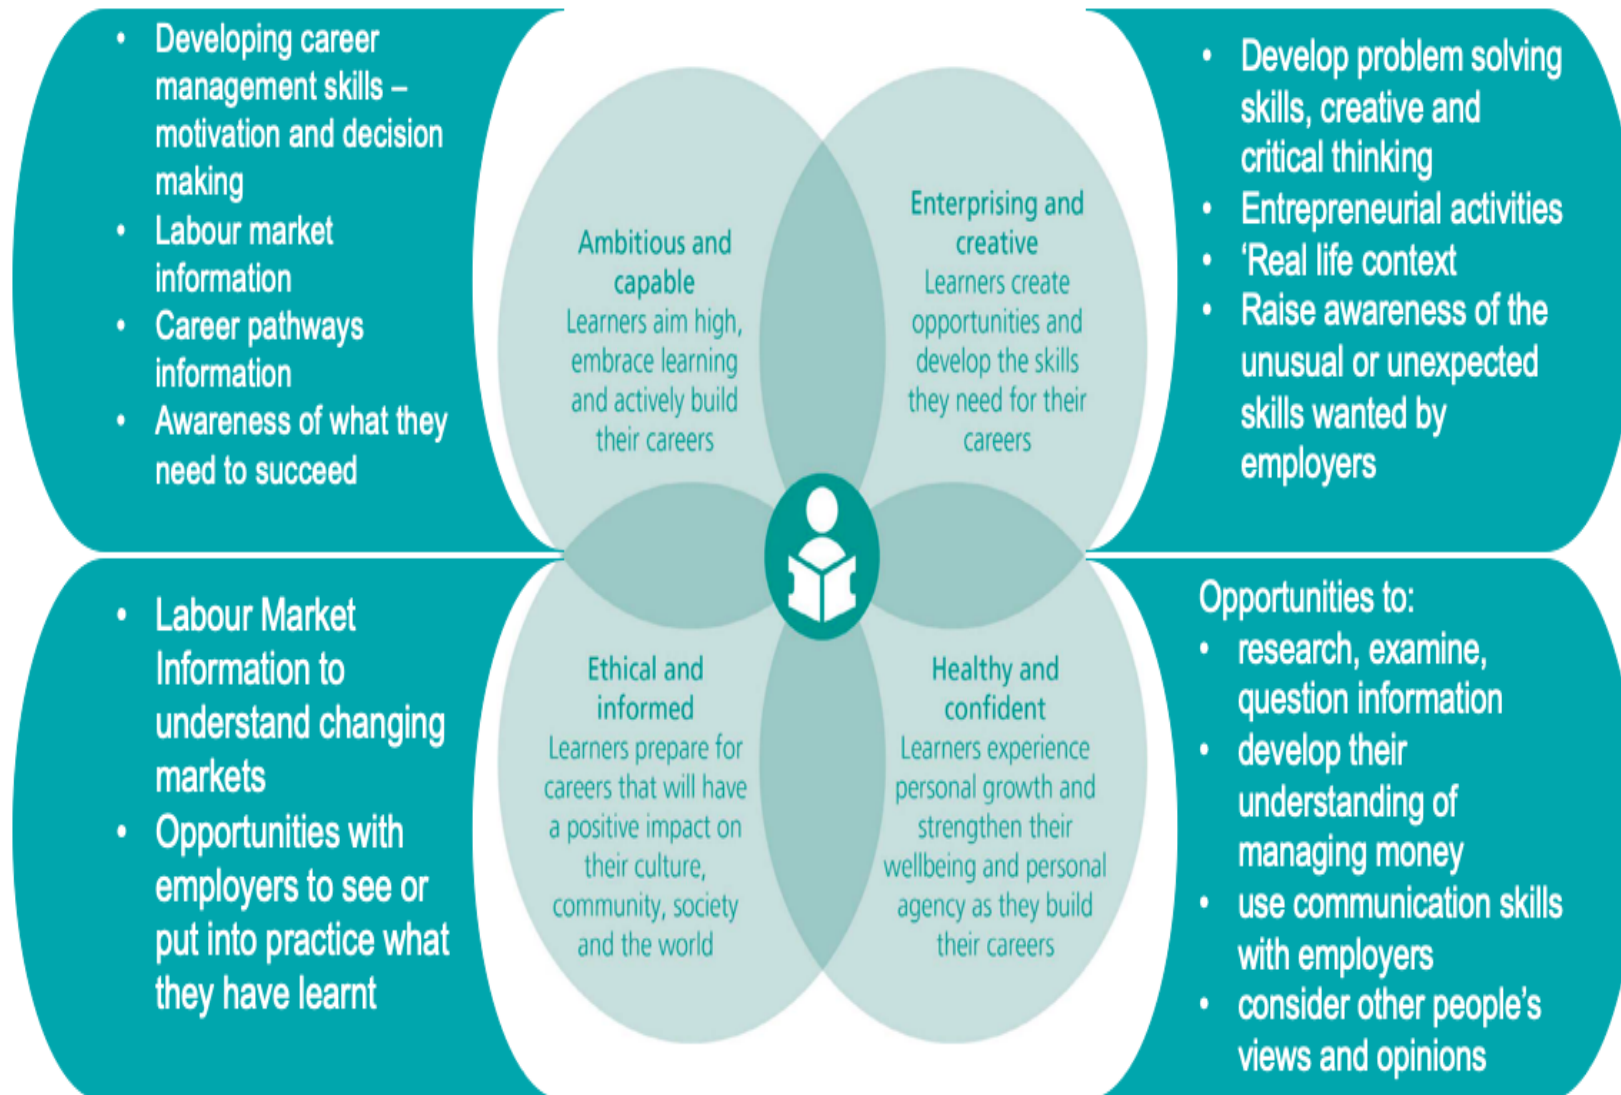 • Developing career
management skills –
motivation and decision
making
• Labour market
information
• Career pathways
information
• Awareness of what they
need to succeed
Ambitious and
capable
Learners aim high,
embrace learning
and actively build
their careers
Enterprising and
creative
Learners create
opportunities and
develop the skills
they need for their
careers
• Develop problem solving
skills, creative and
critical thinking
• Entrepreneurial activities
• ‘Real life context
• Raise awareness of the
unusual or unexpected
skills wanted by
employers
• Labour Market
Information to
understand changing
markets
• Opportunities with
employers to see or
put into practice what
they have learnt
Ethical and
informed
Learners prepare for
careers that will have
a positive impact on
their culture,
community, society
and the world
Healthy and
confident
Learners experience
personal growth and
strengthen their
wellbeing and personal
agency as they build
their careers
Opportunities to:
• research, examine,
question information
• develop their
understanding of
managing money
• use communication skills
with employers
• consider other people’s
views and opinions